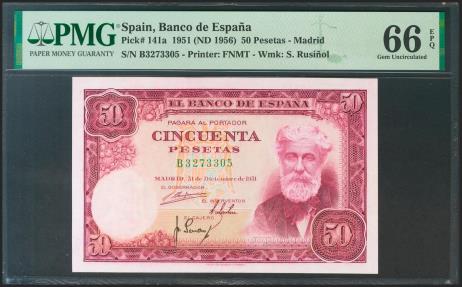 PMG
PAPER MONEY GUARANTY
Spain, Banco de España
Pick# 141a 1951 (ND 1956) 50 Pesetas - Madrid
S/N B3273305 - Printer: FNMT - Wmk: S. Rusiñol
66 EPQ
Gem Uncirculated
50
50
EL BANCO DE ESPAÑA
PAGARÁ AL PORTADOR
CINCUENTA
PESETAS
B3273305
MADRID, 31 de Diciembre de 1951
EL GOBERNADOR
EL INTERVENTOR
EL CAJERO
50
50